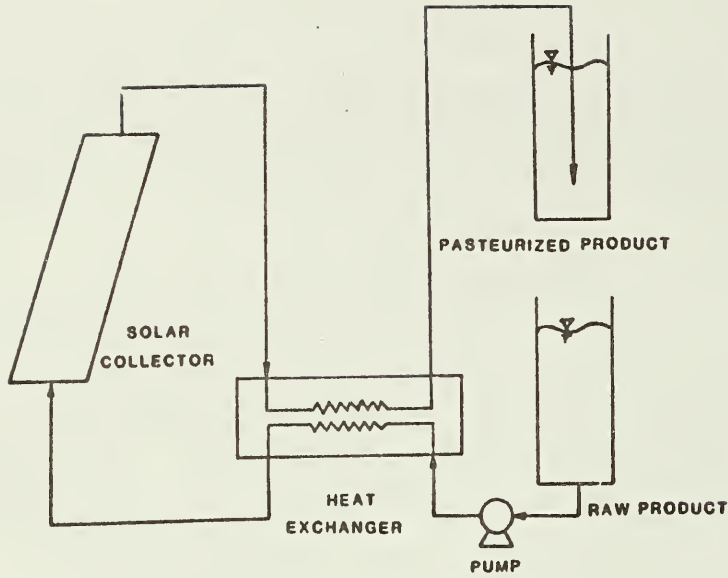 PASTEURIZED PRODUCT
SOLAR
COLLECTOR
HEAT
EXCHANGER
RAW PRODUCT
PUMP